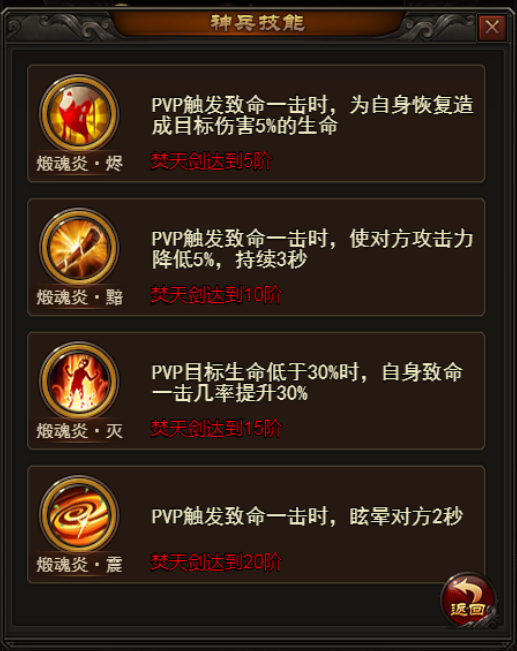 神兵技能
PVP触发致命一击时，为自身恢复造
成目标伤害5%的生命
煅魂炎·烬
焚天剑达到5阶
PVP触发致命一击时，使对方攻击力
降低5%，持续3秒
煅魂炎·黯
焚天剑达到10阶
PVP目标生命低于30%时，自身致命
一击几率提升30%
煅魂炎·灭
焚天剑达到15阶
PVP触发致命一击时，眩晕对方2秒
煅魂炎·震
焚天剑达到20阶
返回